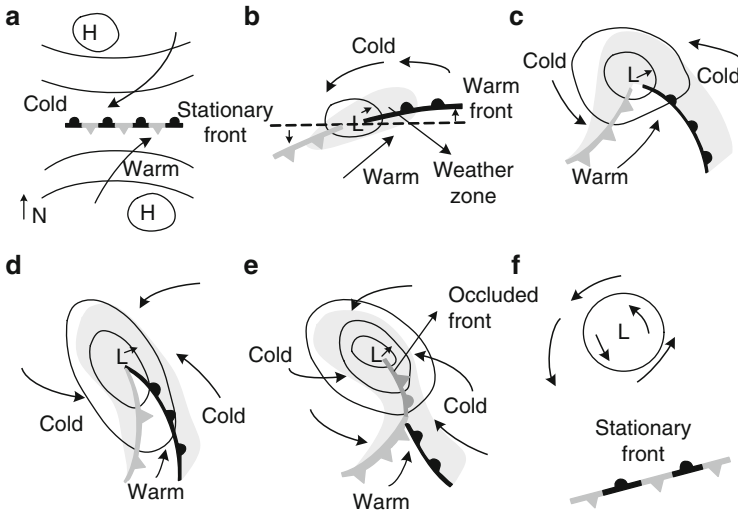 a
H
Cold
Stationary
front
Warm
N
H
b
Cold
Warm
front
L
Warm
Weather
zone
c
Cold
L
Cold
Warm
d
L
Cold
Cold
Warm
e
Occluded
front
L
Cold
Cold
Warm
f
L
Stationary
front